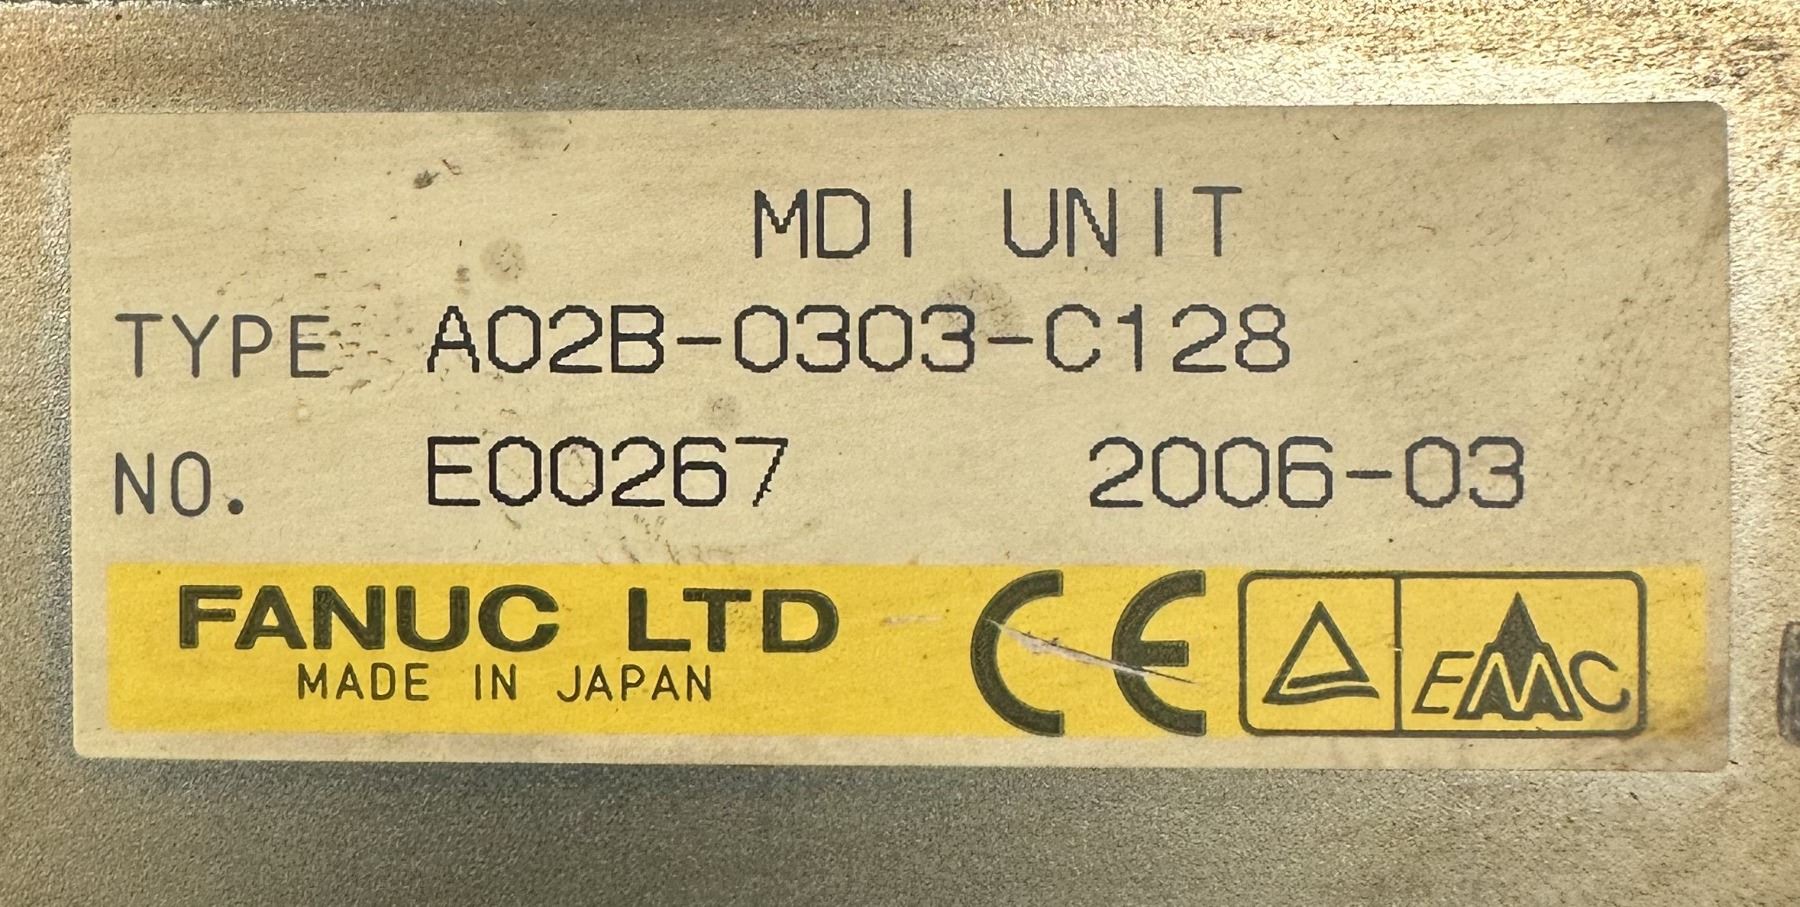 MDI UNIT
TYPE A02B-0303-C128
NO. E00267 2006-03
FANUC LTD
MADE IN JAPAN
CE
EMC